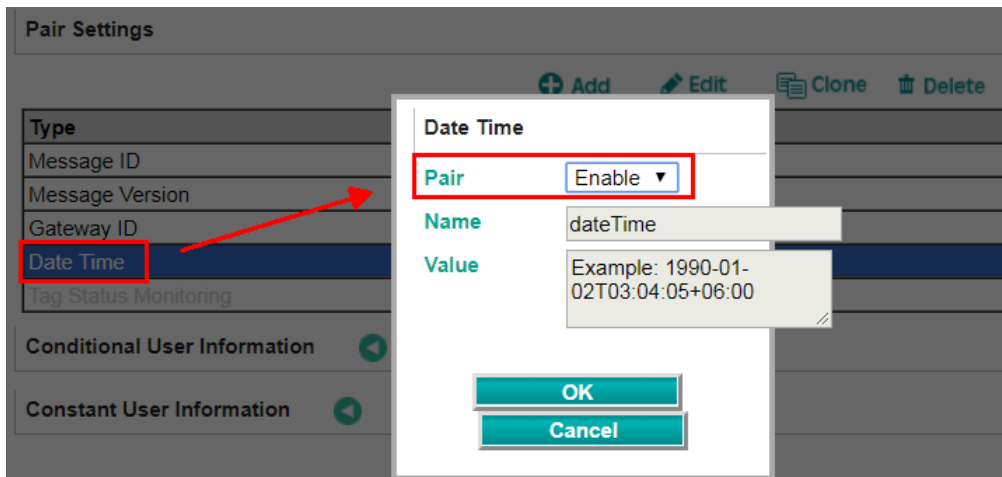 Pair Settings
Add Edit Clone Delete
Type
Message ID
Message Version
Gateway ID
Date Time
Tag Status Monitoring
Conditional User Information
Constant User Information
Date Time
Pair Enable
Name dateTime
Value Example: 1990-01-
02T03:04:05+06:00
OK
Cancel